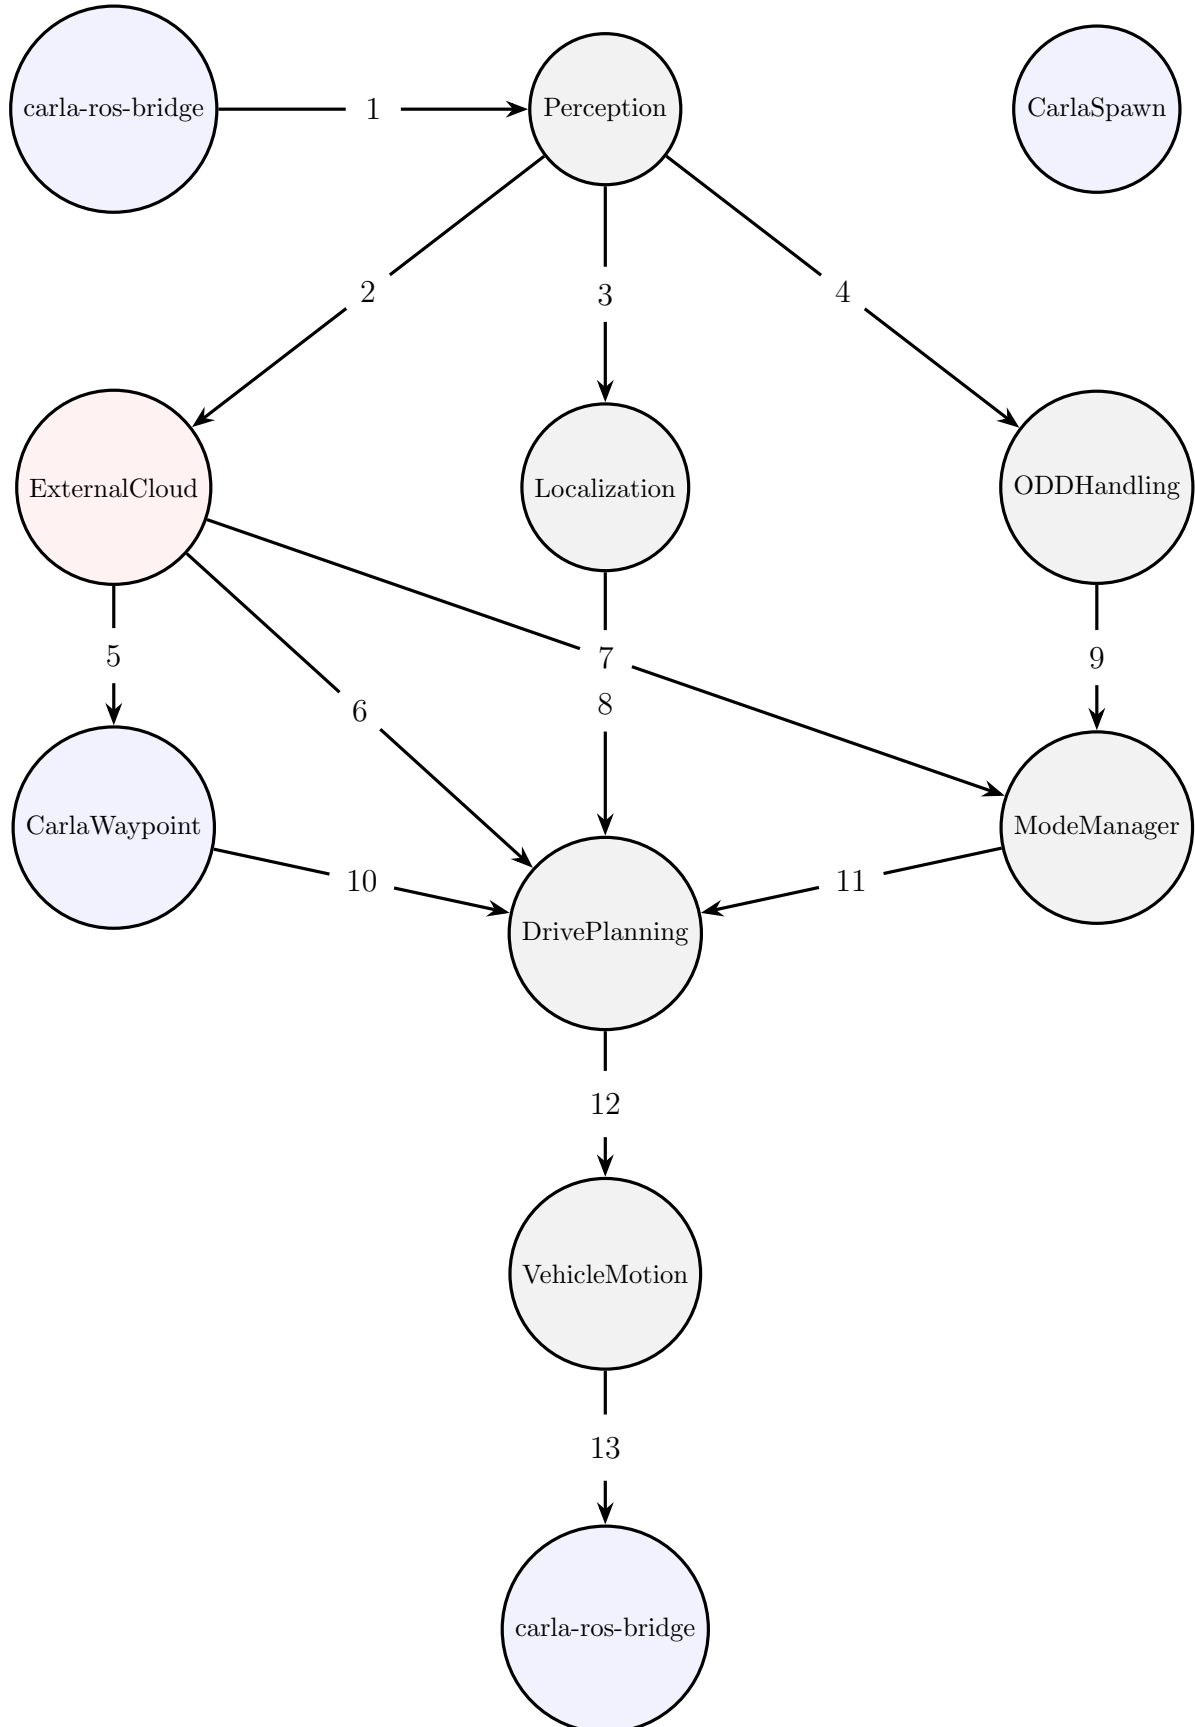 carla-ros-bridge
1
Perception
CarlaSpawn
2
3
4
ExternalCloud
Localization
ODDHandling
5
6
7
8
9
CarlaWaypoint
ModeManager
10
11
DrivePlanning
12
VehicleMotion
13
carla-ros-bridge